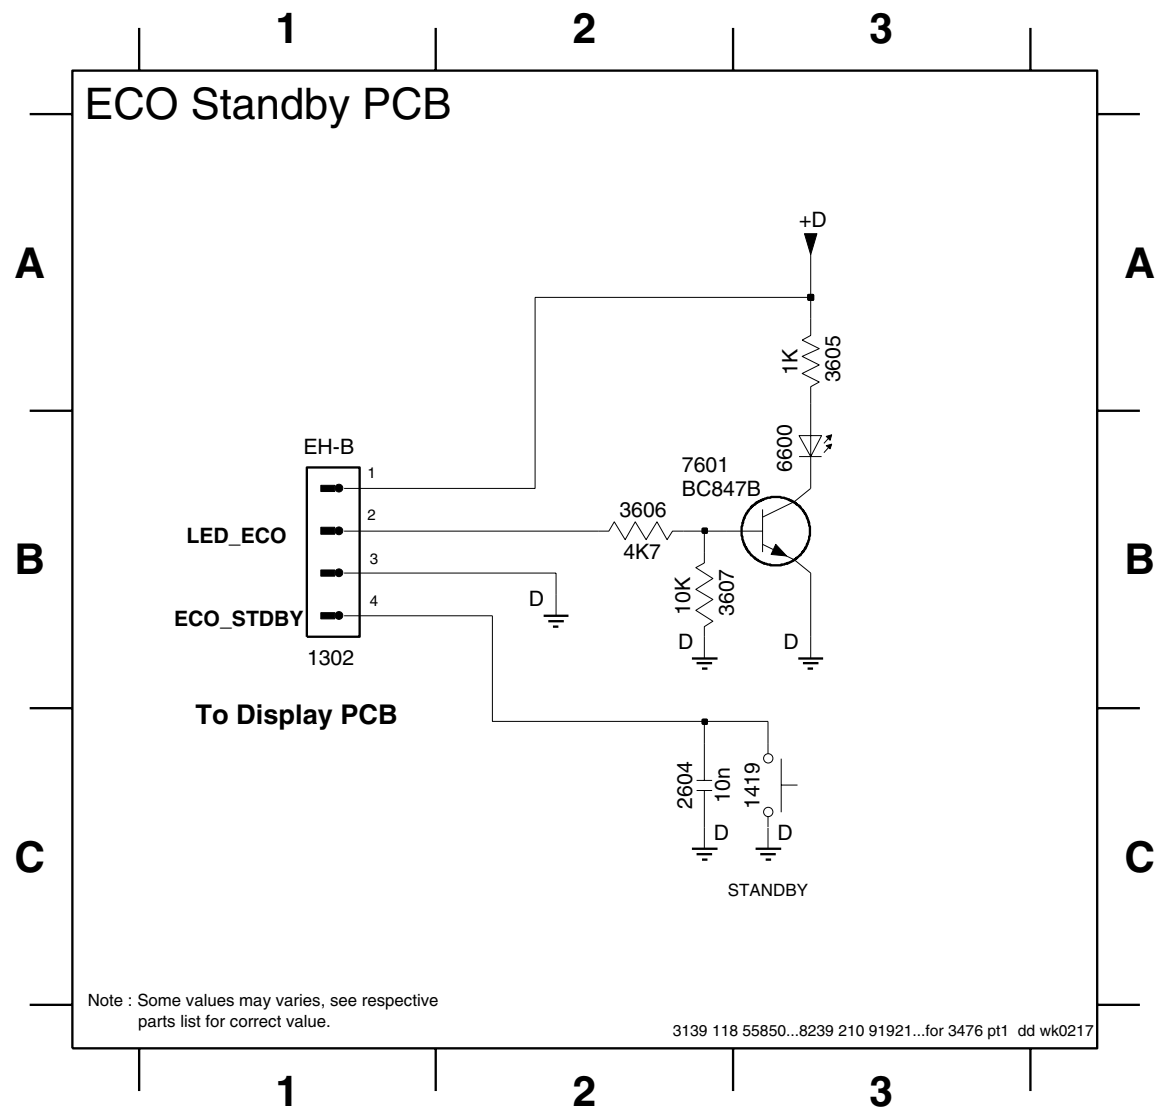 1 2 3
ECO Standby PCB
+D
A A
1K
3605
EH-B
6600
1
7601
BC847B
2
3606
LED_ECO
4K7
B B
3
10K
3607
D
4
ECO_STDBY
D D
1302
To Display PCB
2604
10n
1419
D D
C C
STANDBY
Note : Some values may varies, see respective
parts list for correct value.
3139 118 55850...8239 210 91921...for 3476 pt1 dd wk0217
1 2 3